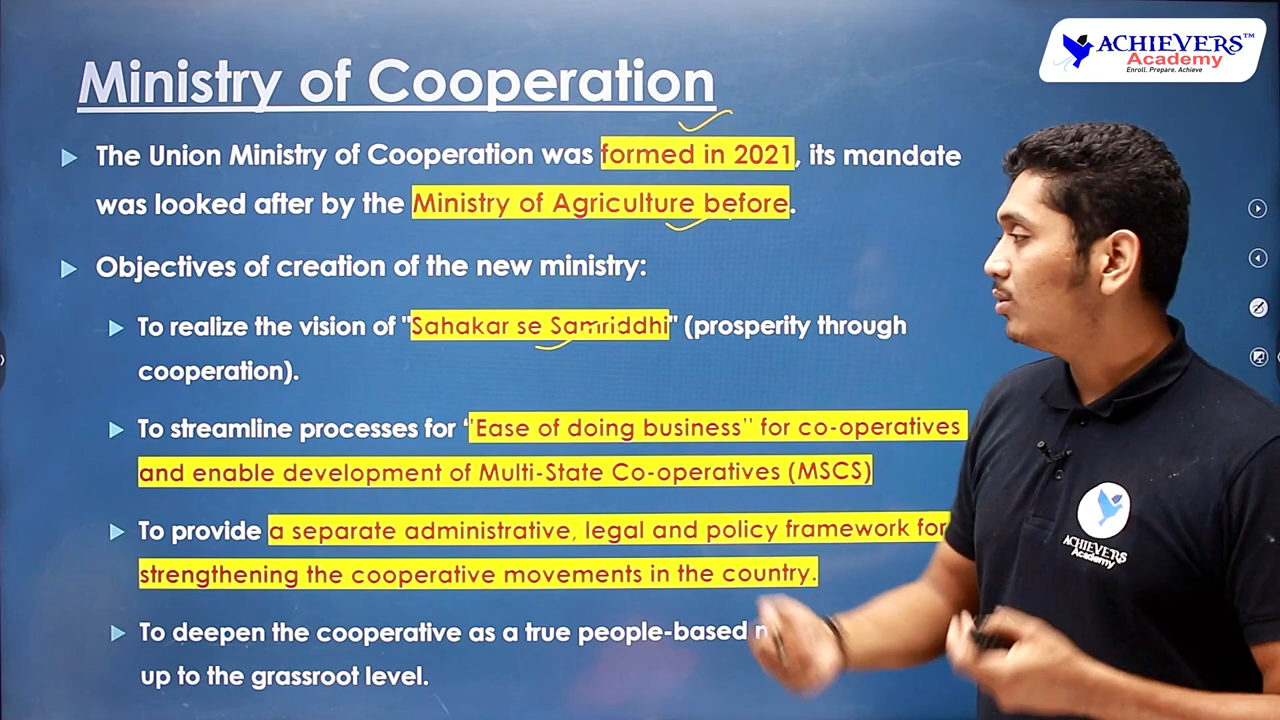 ACHIEVERS™
Academy
Enroll. Prepare. Achieve
Ministry of Cooperation
The Union Ministry of Cooperation was formed in 2021, its mandate
was looked after by the Ministry of Agriculture before.
Objectives of creation of the new ministry:
To realize the vision of "Sahakar se Samriddhi" (prosperity through
cooperation).
To streamline processes for ‘'Ease of doing business'' for co-operatives
and enable development of Multi-State Co-operatives (MSCS)
To provide a separate administrative, legal and policy framework for
strengthening the cooperative movements in the country.
To deepen the cooperative as a true people-based
up to the grassroot level.
ACHIEVERS
Academy